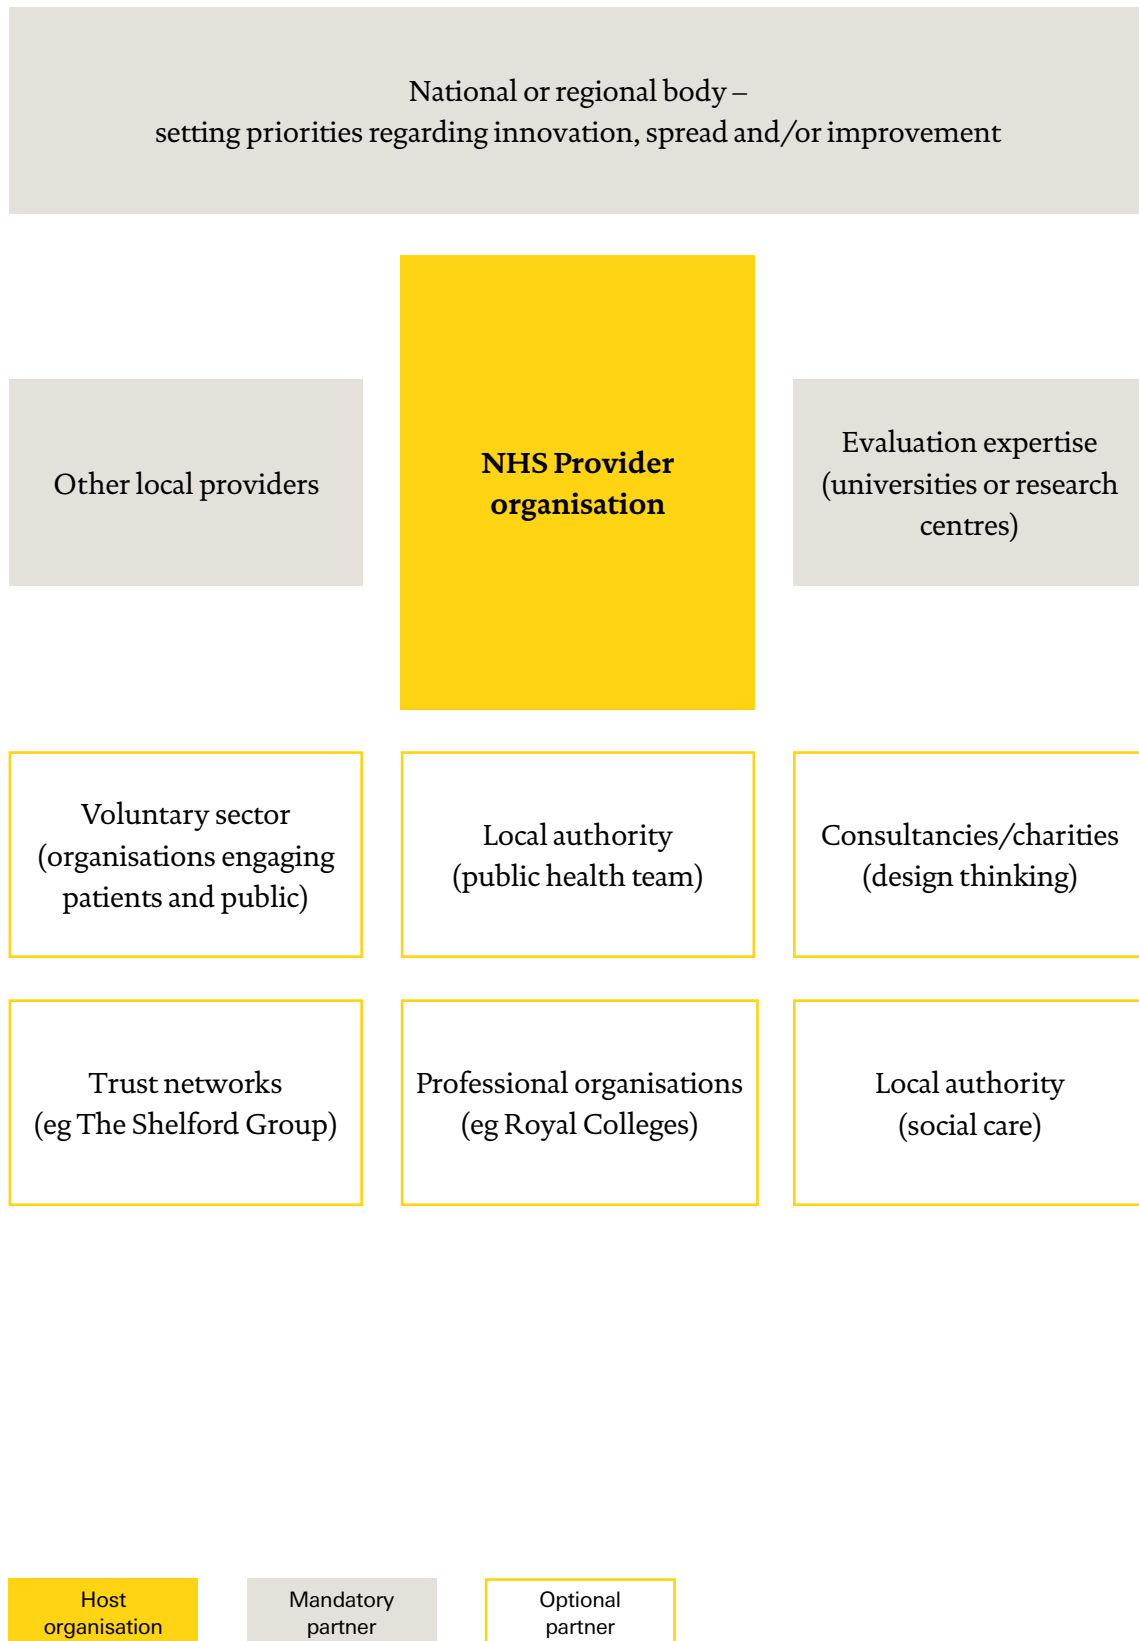 National or regional body –
setting priorities regarding innovation, spread and/or improvement
Other local providers
NHS Provider
organisation
Evaluation expertise
(universities or research
centres)
Voluntary sector
(organisations engaging
patients and public)
Local authority
(public health team)
Consultancies/charities
(design thinking)
Trust networks
(eg The Shelford Group)
Professional organisations
(eg Royal Colleges)
Local authority
(social care)
Host
organisation
Mandatory
partner
Optional
partner